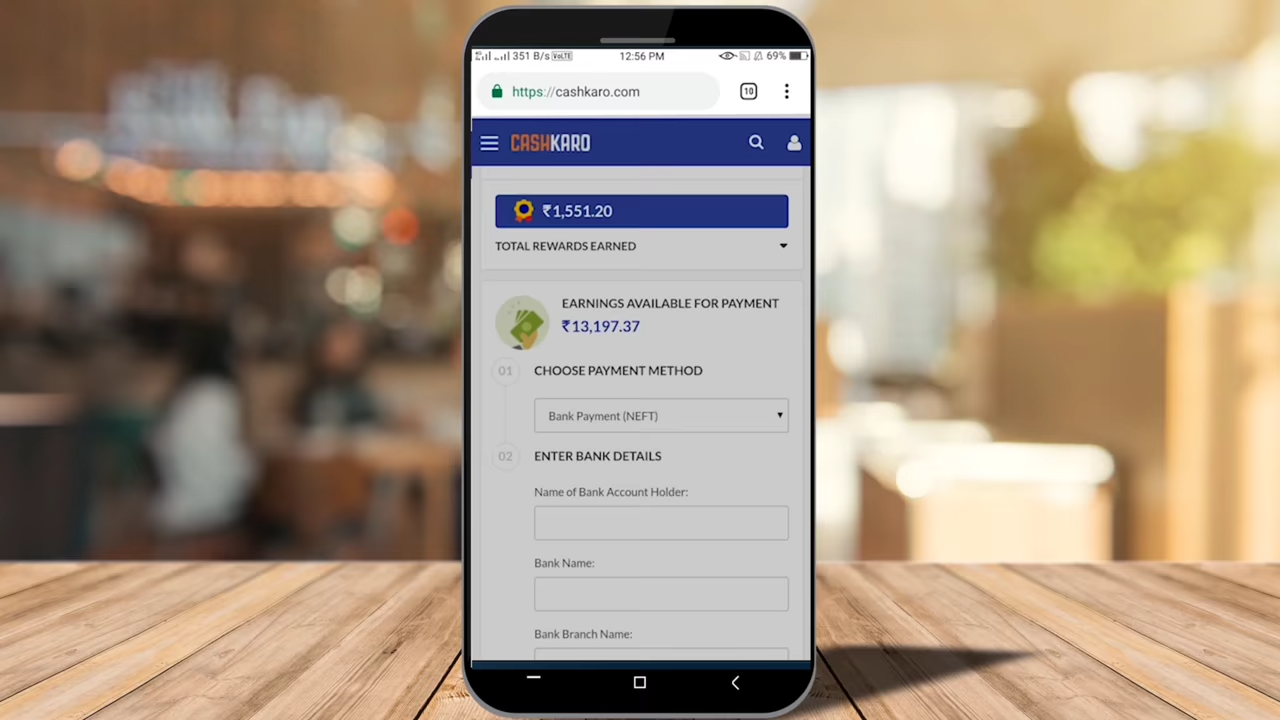 351 B/s VoLTE 12:56 PM 69%
https://cashkaro.com 10
CASHKARO
₹1,551.20
TOTAL REWARDS EARNED
EARNINGS AVAILABLE FOR PAYMENT
₹13,197.37
01 CHOOSE PAYMENT METHOD
Bank Payment (NEFT)
02 ENTER BANK DETAILS
Name of Bank Account Holder:
Bank Name:
Bank Branch Name: